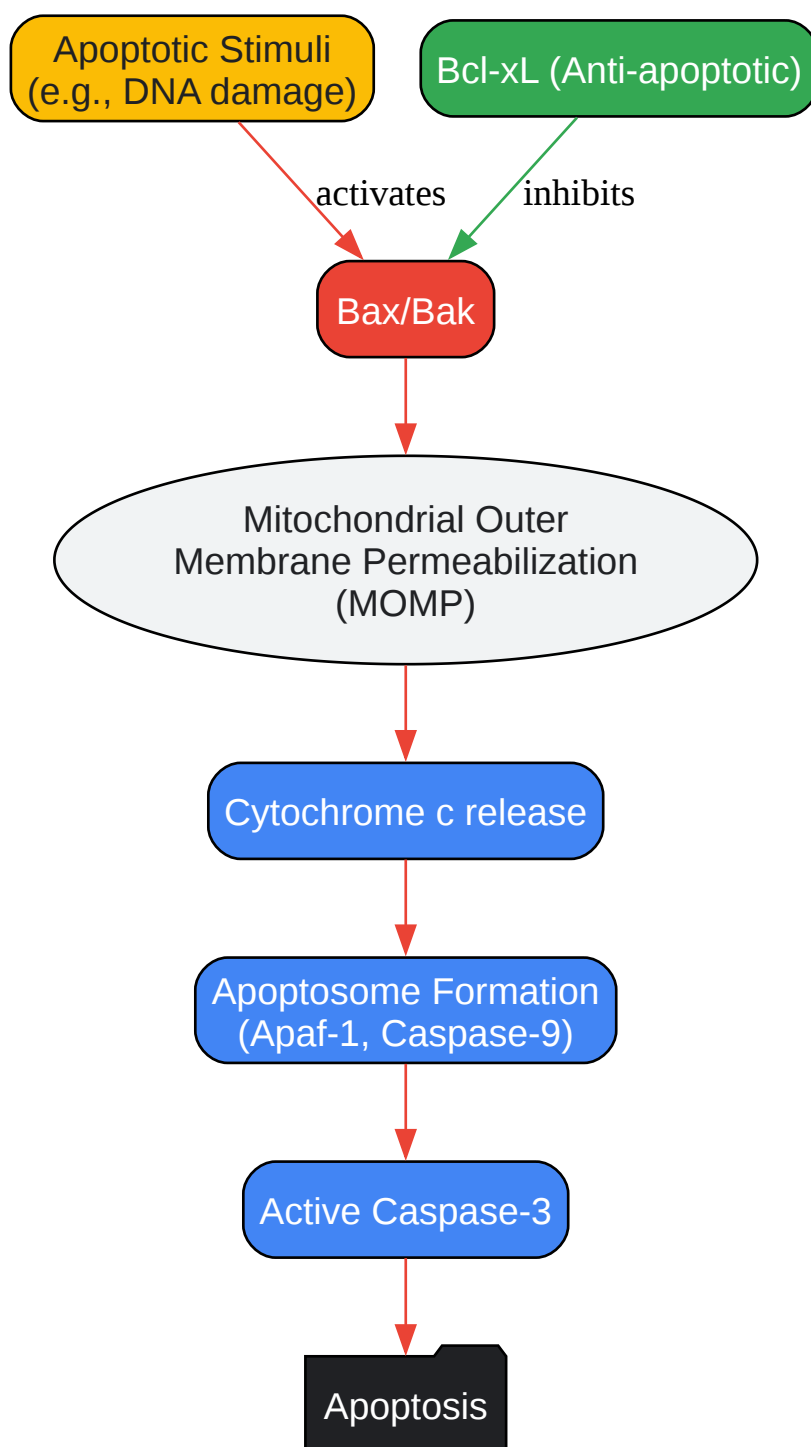 Apoptotic Stimuli
(e.g., DNA damage)
Bcl-xL (Anti-apoptotic)
activates
inhibits
Bax/Bak
Mitochondrial Outer
Membrane Permeabilization
(MOMP)
Cytochrome c release
Apoptosome Formation
(Apaf-1, Caspase-9)
Active Caspase-3
Apoptosis